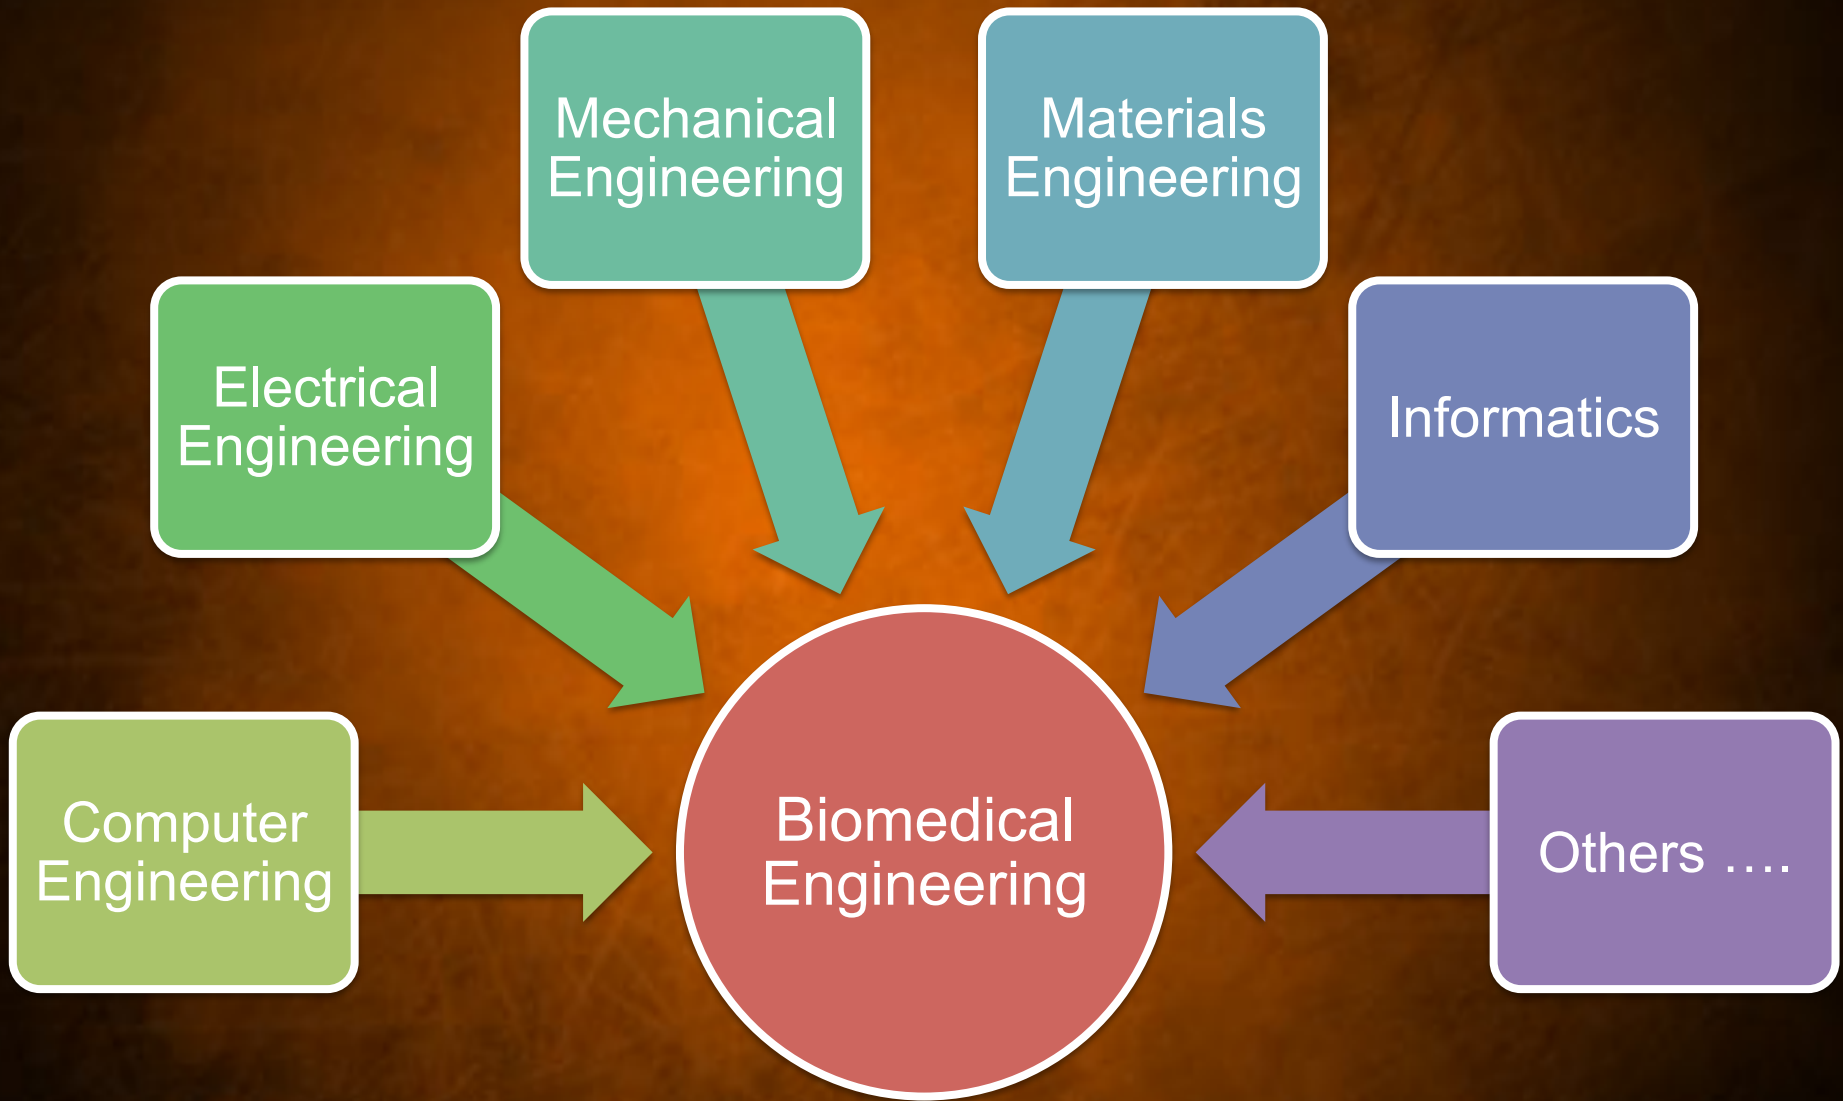 Mechanical
Engineering
Materials
Engineering
Electrical
Engineering
Informatics
Computer
Engineering
Biomedical
Engineering
Others ....